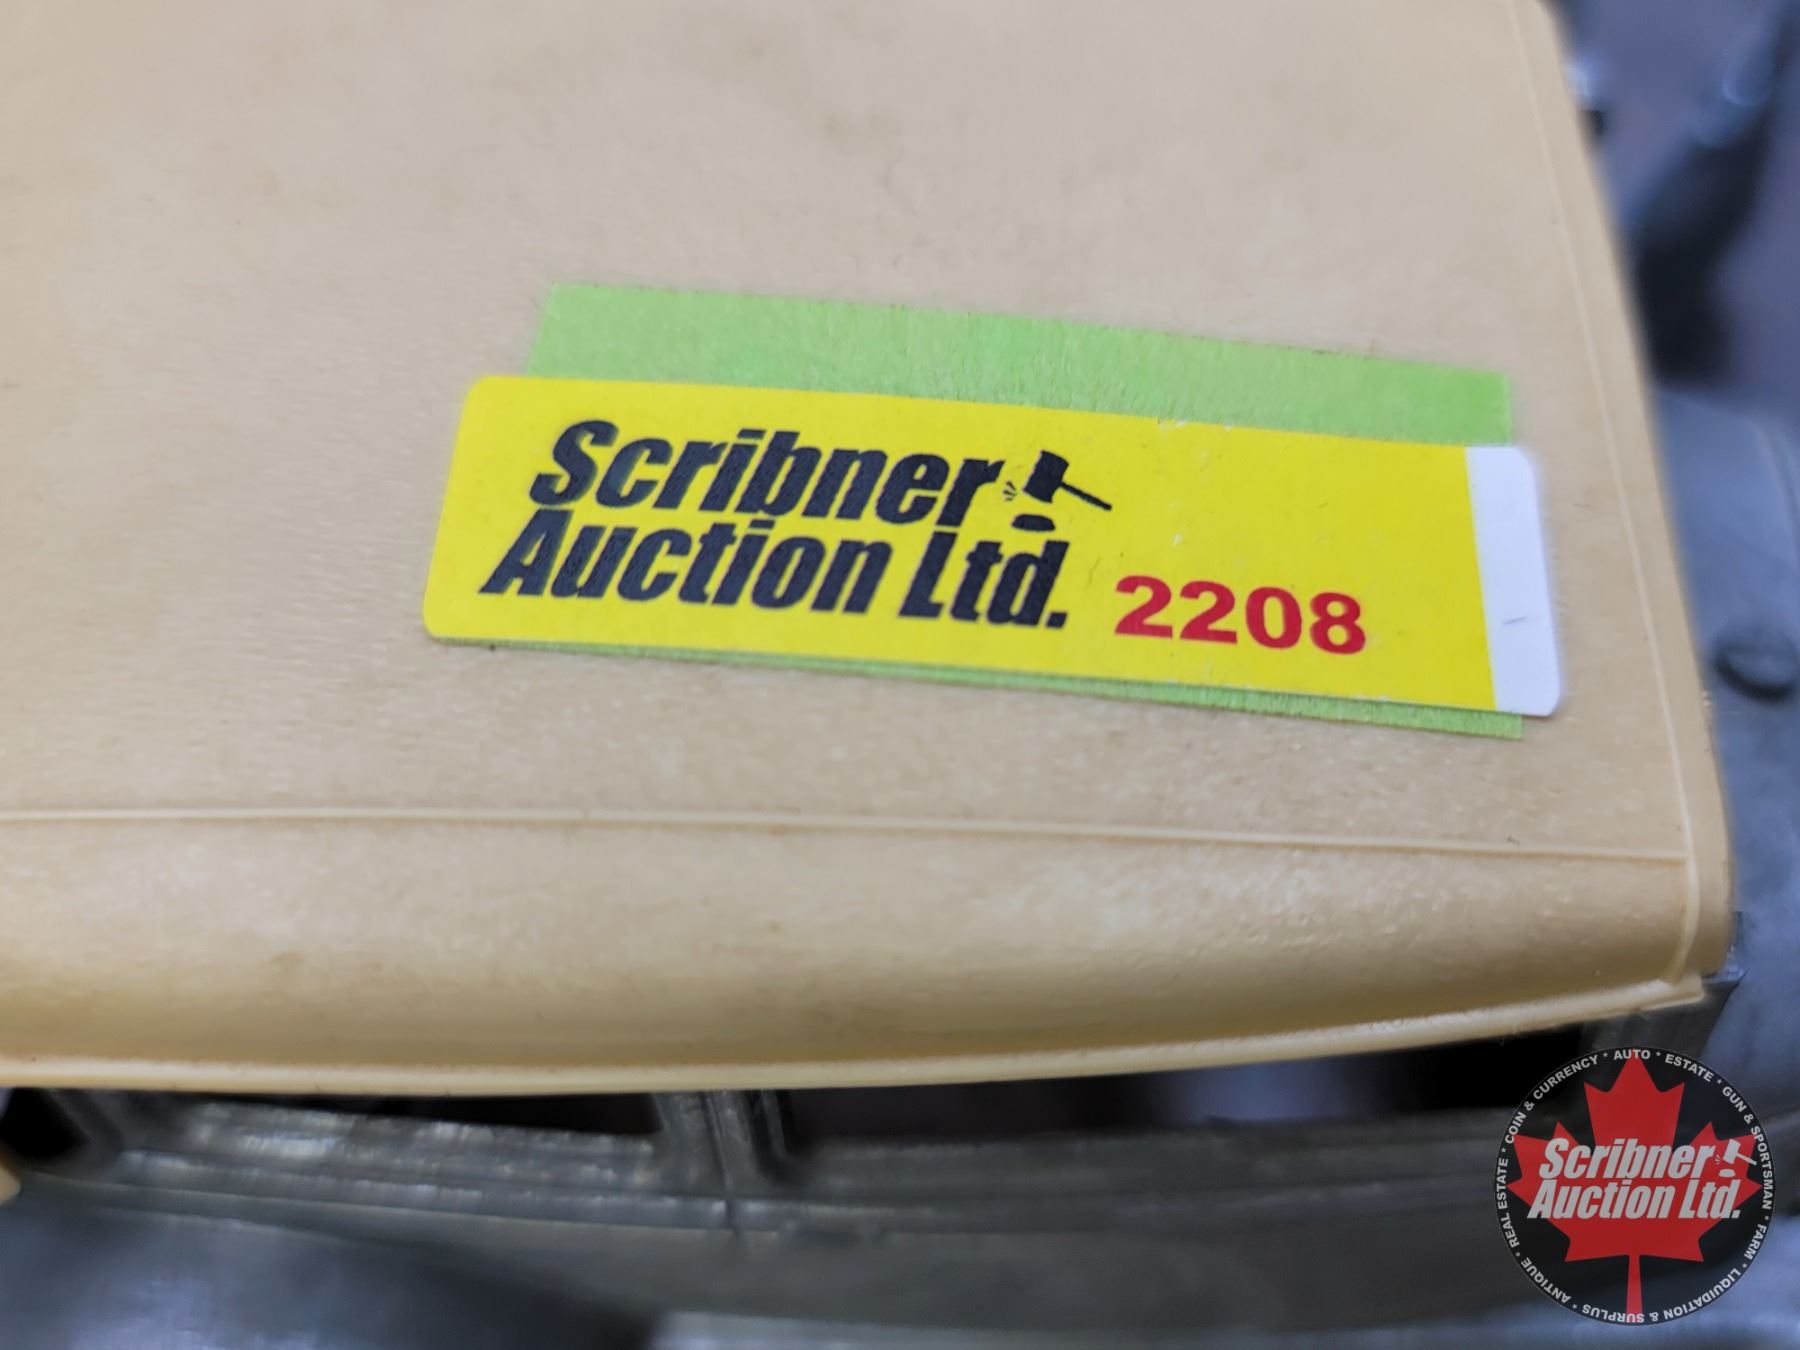 Scribner
Auction Ltd. 2208
COIN & CURRENCY * AUTO * ESTATE * GUN & SPORTSMAN * FARM * LIQUIDATION & SURPLUS * ANTIQUE * REAL ESTATE *
Scribner
Auction Ltd.